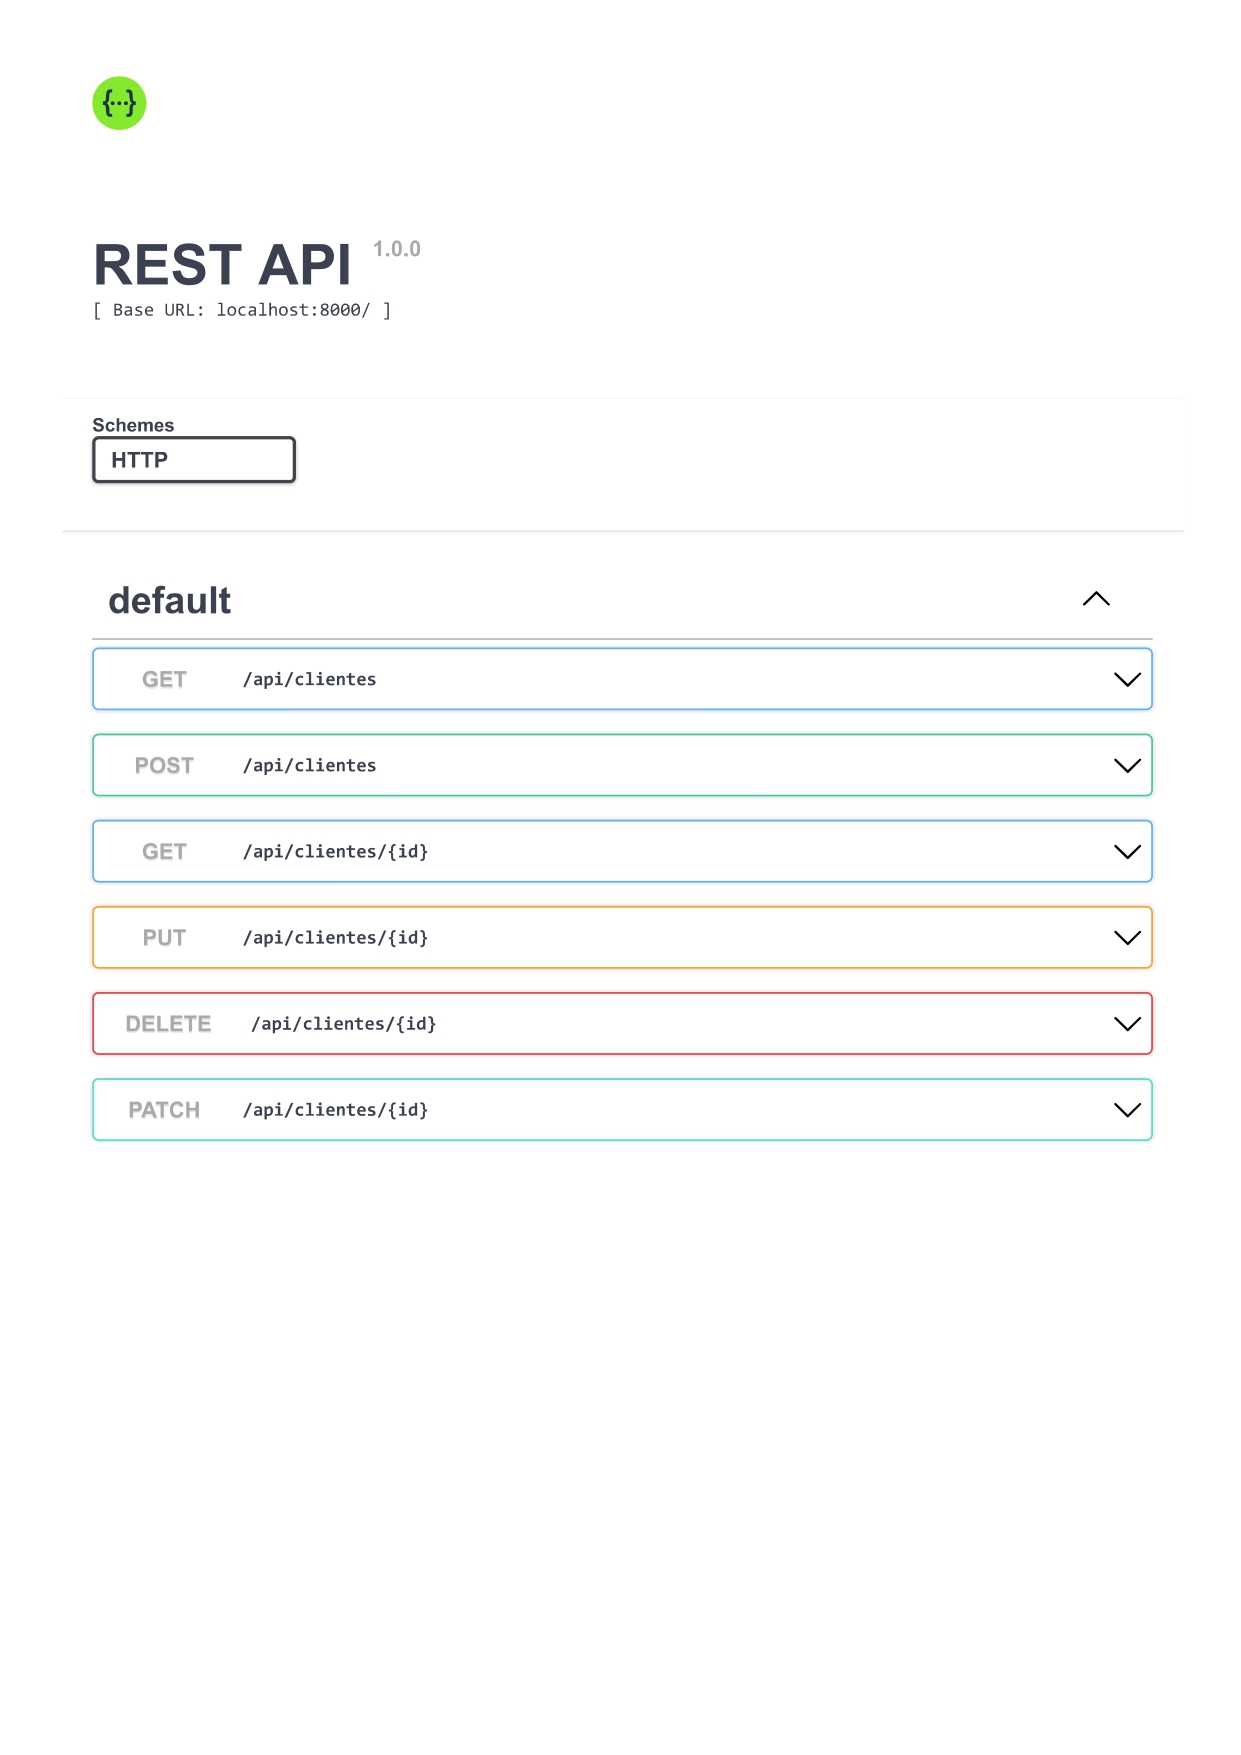 {...}
REST API 1.0.0
[ Base URL: localhost:8000/ ]
Schemes
HTTP
default
GET /api/clientes
POST /api/clientes
GET /api/clientes/{id}
PUT /api/clientes/{id}
DELETE /api/clientes/{id}
PATCH /api/clientes/{id}